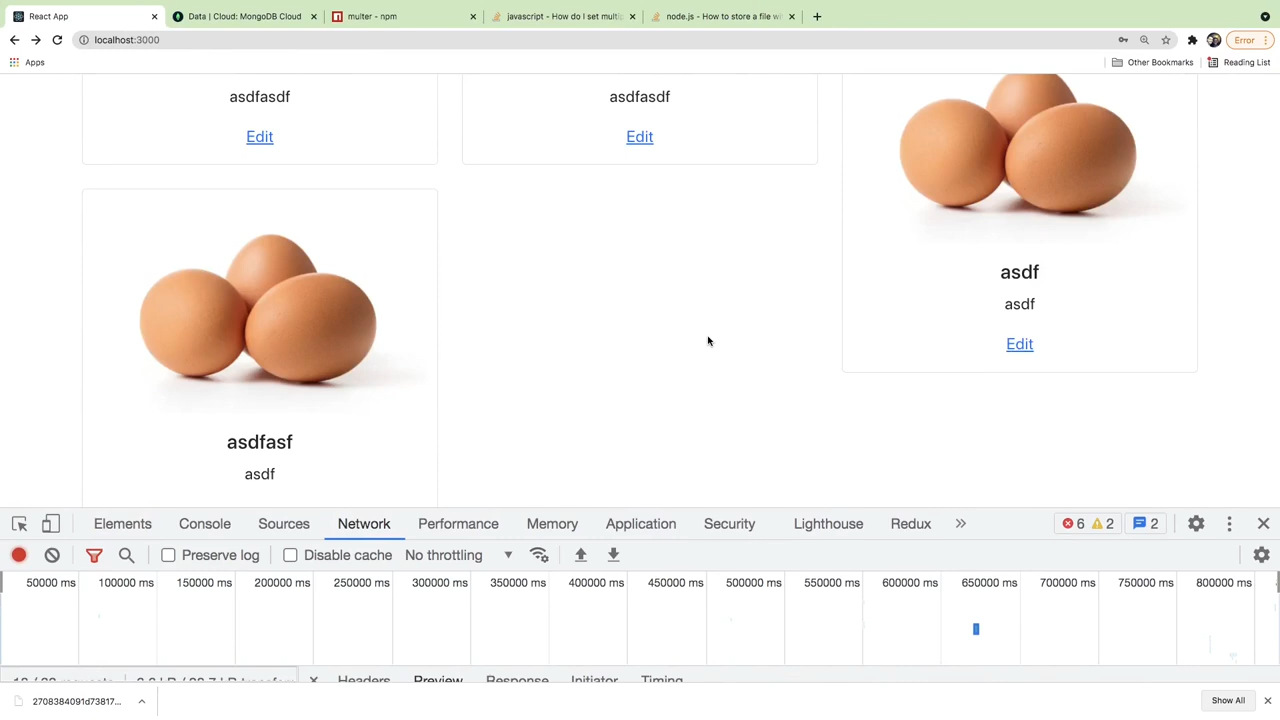 React App
Data | Cloud: MongoDB Cloud
multer - npm
javascript - How do I set multi
node.js - How to store a file wi
localhost:3000
Error
Apps
Other Bookmarks
Reading List
asdfasdf
Edit
asdfasdf
Edit
asdf
asdf
Edit
asdfasf
asdf
Elements
Console
Sources
Network
Performance
Memory
Application
Security
Lighthouse
Redux
6
2
2
Preserve log
Disable cache
No throttling
50000 ms
100000 ms
150000 ms
200000 ms
250000 ms
300000 ms
350000 ms
400000 ms
450000 ms
500000 ms
550000 ms
600000 ms
650000 ms
700000 ms
750000 ms
800000 ms
Headers
Preview
Response
Initiator
Timing
2708384091d73817...
Show All